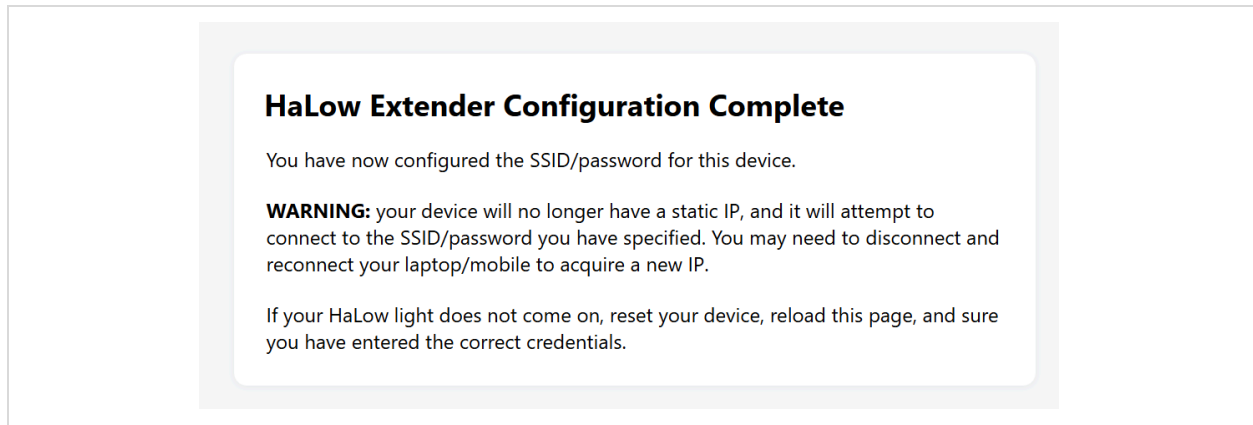 HaLow Extender Configuration Complete
You have now configured the SSID/password for this device.
WARNING: your device will no longer have a static IP, and it will attempt to
connect to the SSID/password you have specified. You may need to disconnect and
reconnect your laptop/mobile to acquire a new IP.
If your HaLow light does not come on, reset your device, reload this page, and sure
you have entered the correct credentials.